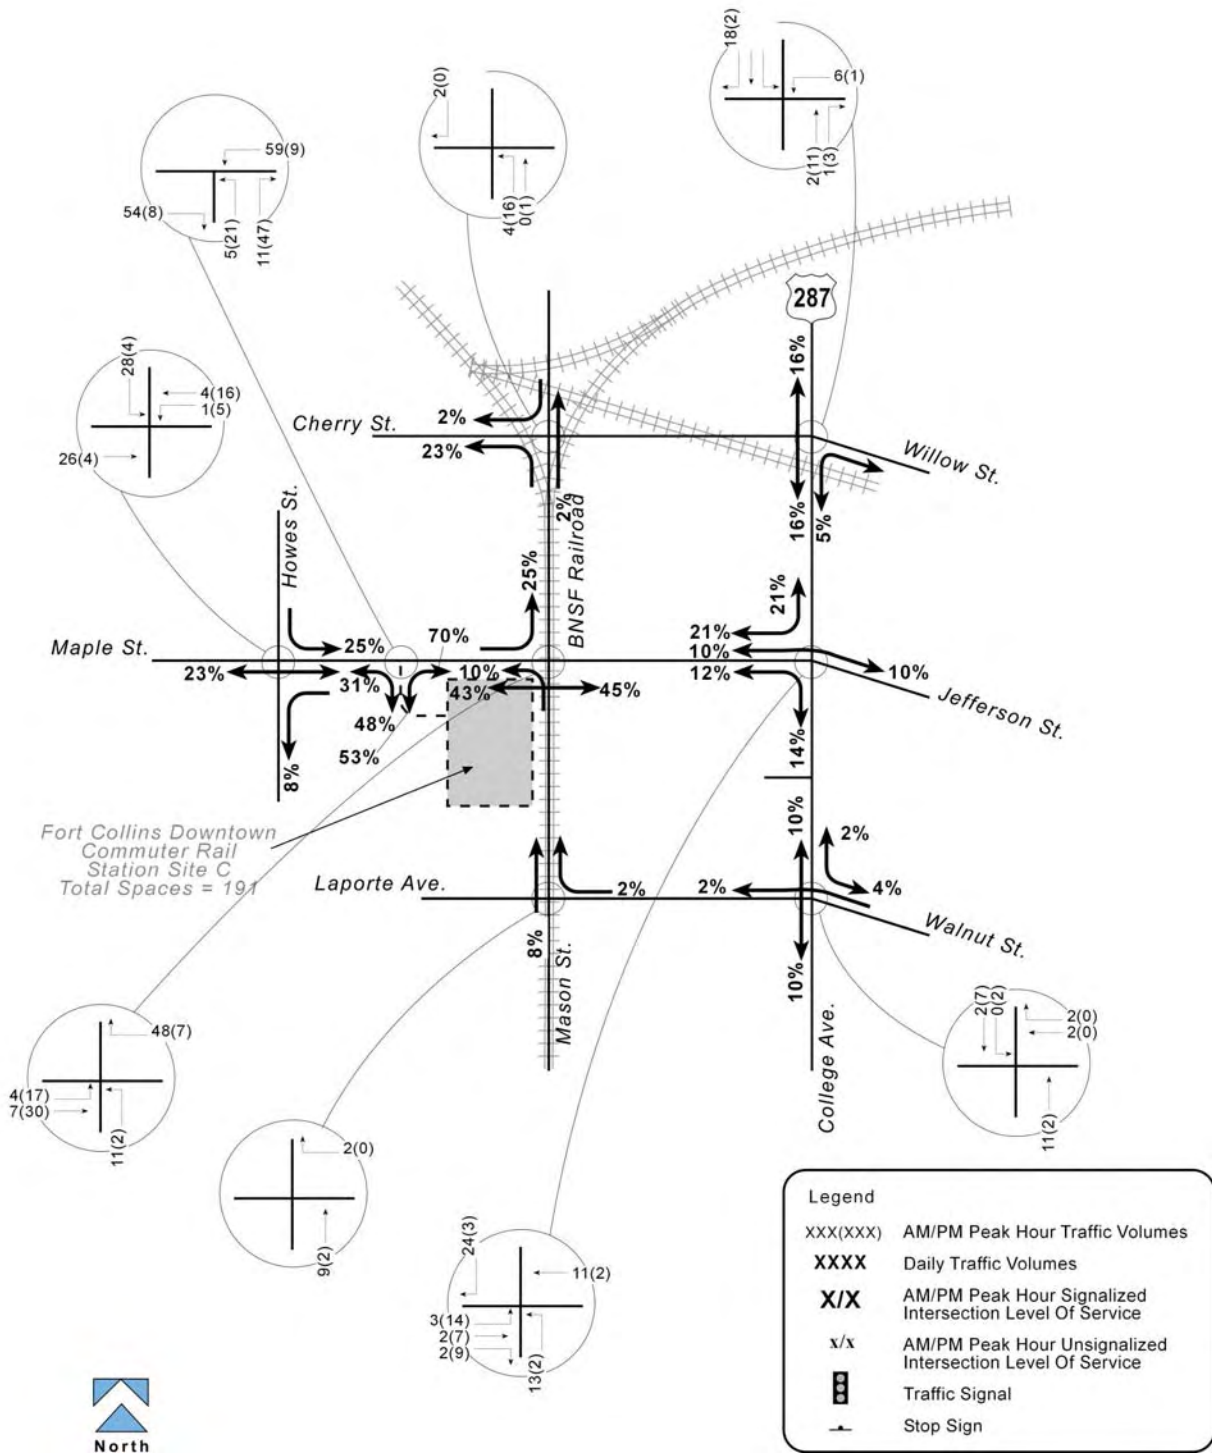 18(2)
6(1)
2(11)
1(3)
2(0)
4(16)
0(1)
59(9)
54(8)
5(21)
11(47)
287
28(4)
4(16)
1(5)
26(4)
16%
16%
5%
Cherry St.
2%
23%
2%
Willow St.
Howes St.
25%
BNSF Railroad
21%
Maple St.
25%
70%
21%
10%
10%
23%
31%
10%
12%
43%
45%
Jefferson St.
48%
53%
8%
14%
Fort Collins Downtown
Commuter Rail
Station Site C
Total Spaces = 191
10%
2%
Laporte Ave.
2%
2%
4%
8%
Mason St.
10%
Walnut St.
College Ave.
48(7)
4(17)
7(30)
11(2)
2(0)
9(2)
24(3)
11(2)
3(14)
2(7)
2(9)
13(2)
2(7)
0(2)
2(0)
2(0)
11(2)
Legend
XXX(XXX) AM/PM Peak Hour Traffic Volumes
XXXX Daily Traffic Volumes
X/X AM/PM Peak Hour Signalized
Intersection Level Of Service
x/x AM/PM Peak Hour Unsignalized
Intersection Level Of Service
Traffic Signal
Stop Sign
North